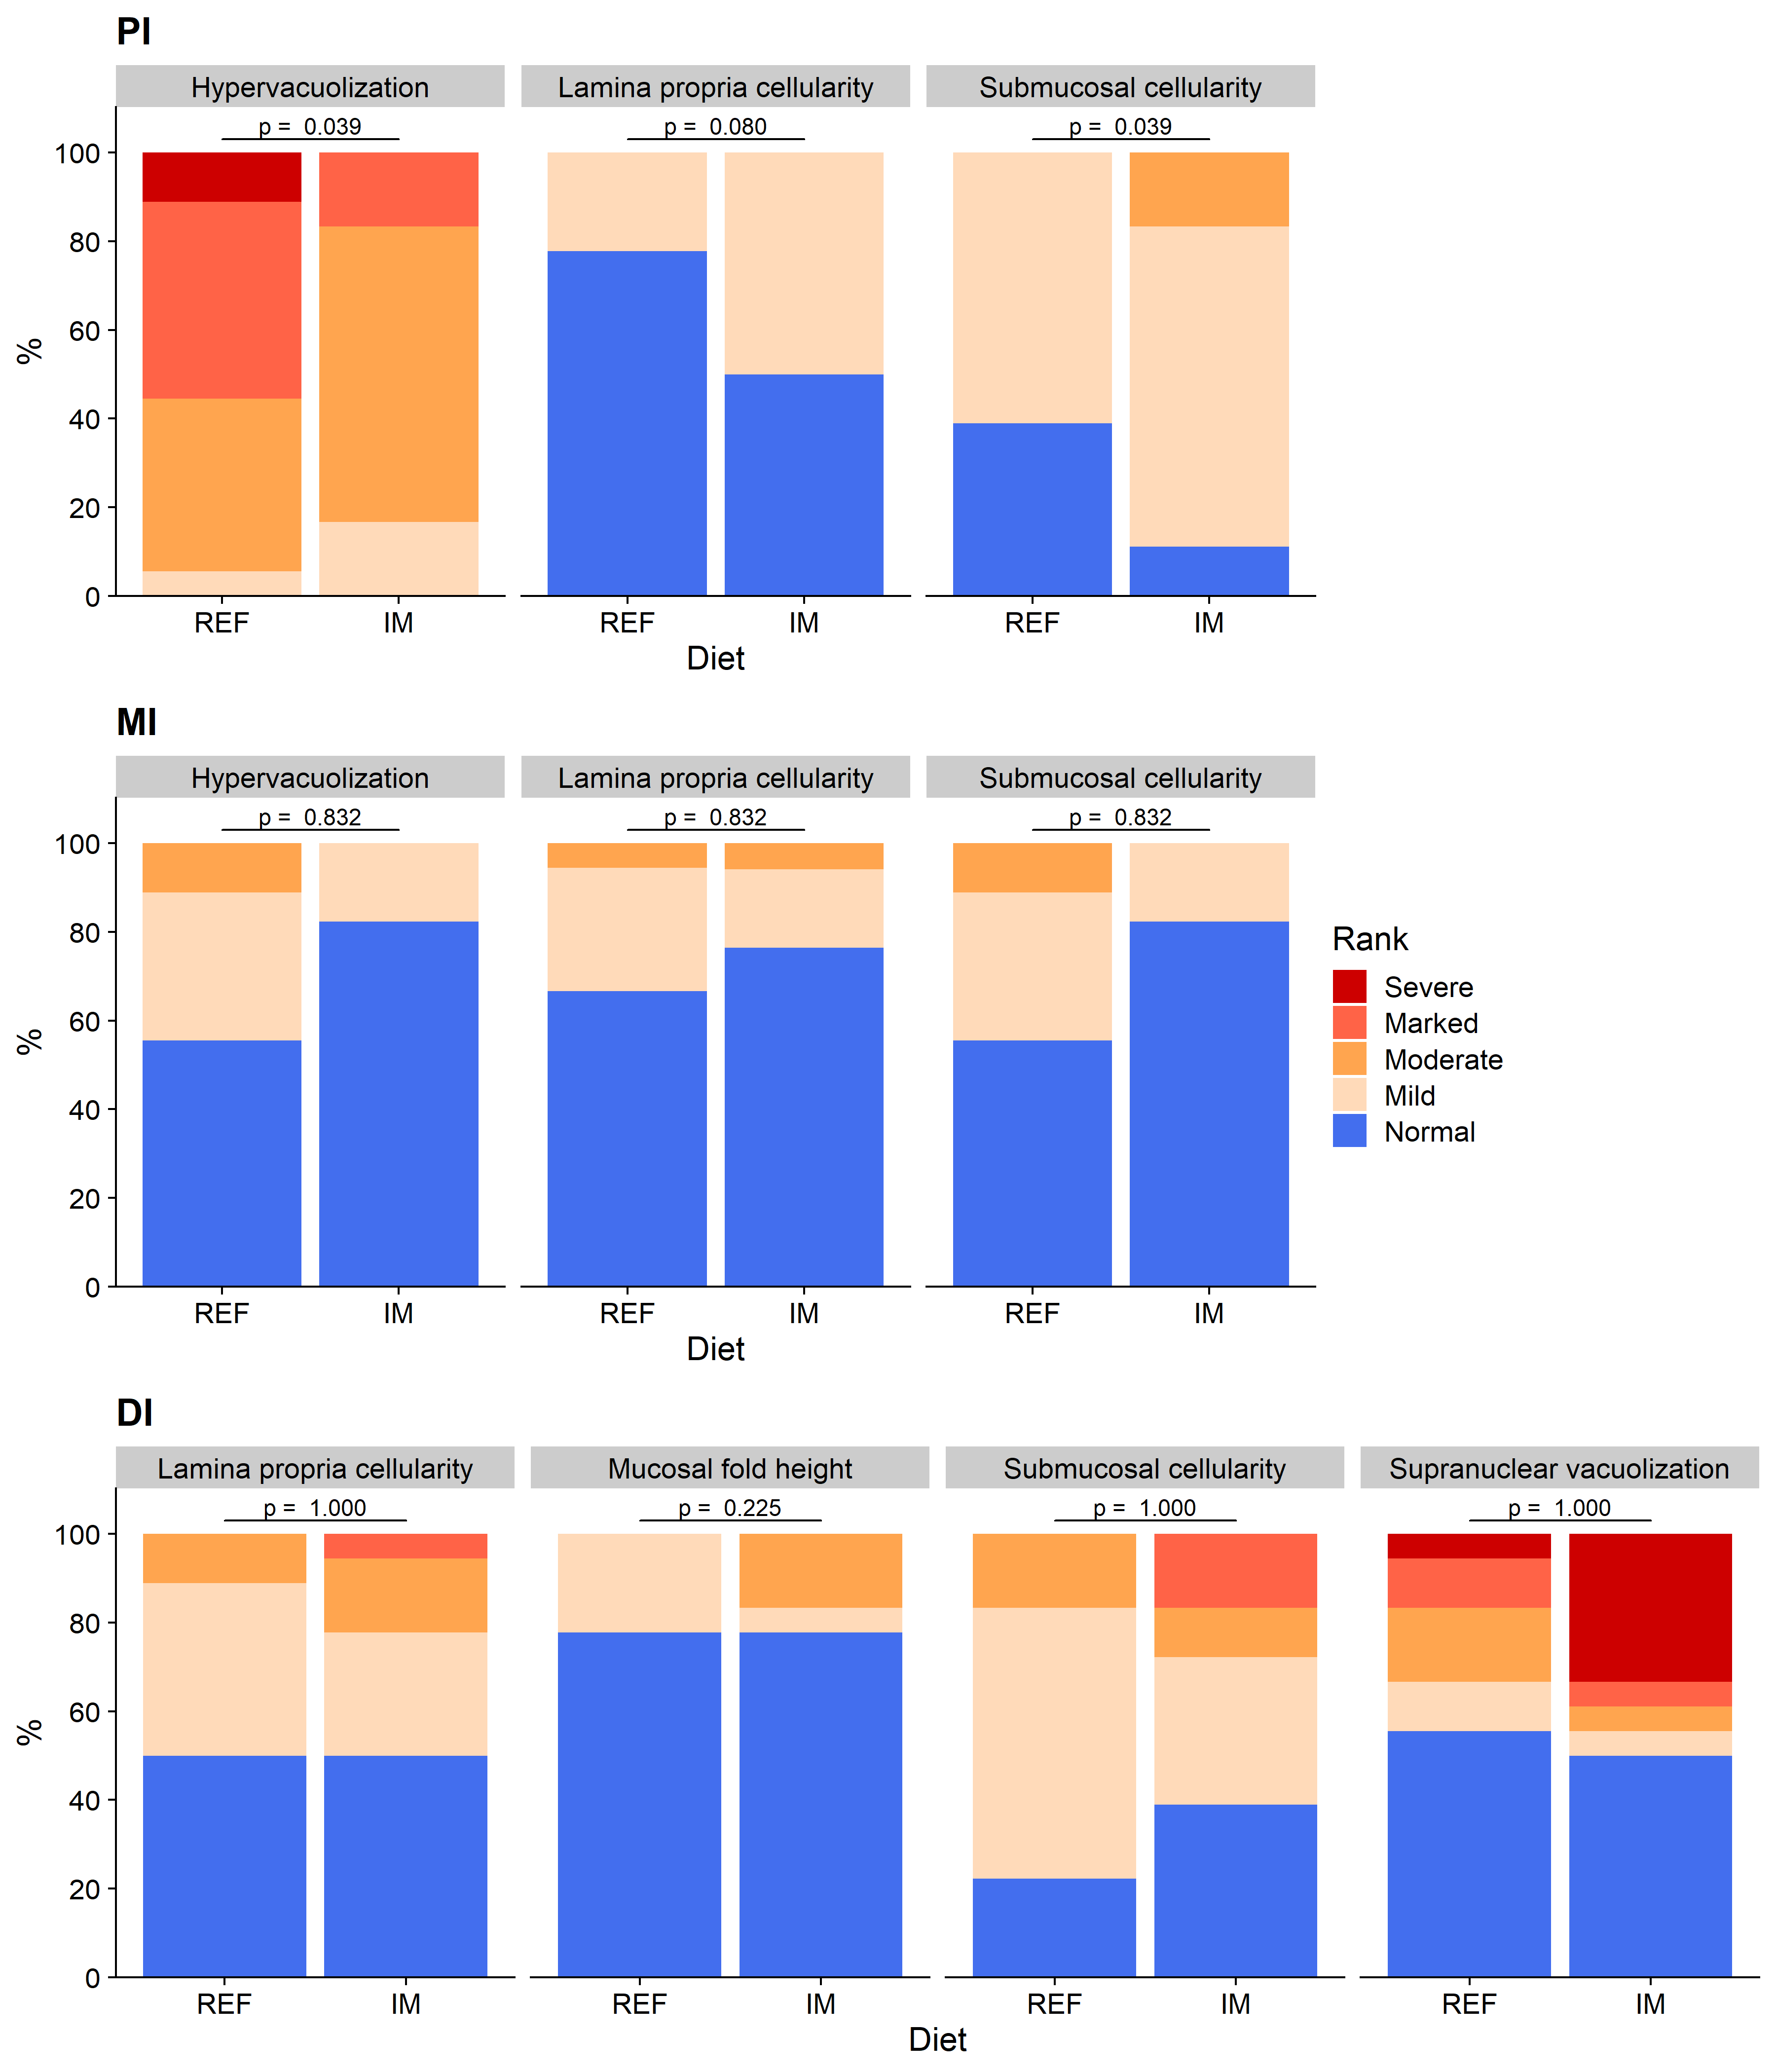 PI
Hypervacuolization
Lamina propria cellularity
Submucosal cellularity
p = 0.039
p = 0.080
p = 0.039
100
80
60
40
20
0
%
REF
IM
REF
IM
REF
IM
Diet
MI
Hypervacuolization
Lamina propria cellularity
Submucosal cellularity
p = 0.832
p = 0.832
p = 0.832
100
80
60
40
20
0
%
REF
IM
REF
IM
REF
IM
Diet
Rank
Severe
Marked
Moderate
Mild
Normal
DI
Lamina propria cellularity
Mucosal fold height
Submucosal cellularity
Supranuclear vacuolization
p = 1.000
p = 0.225
p = 1.000
p = 1.000
100
80
60
40
20
0
%
REF
IM
REF
IM
REF
IM
REF
IM
Diet